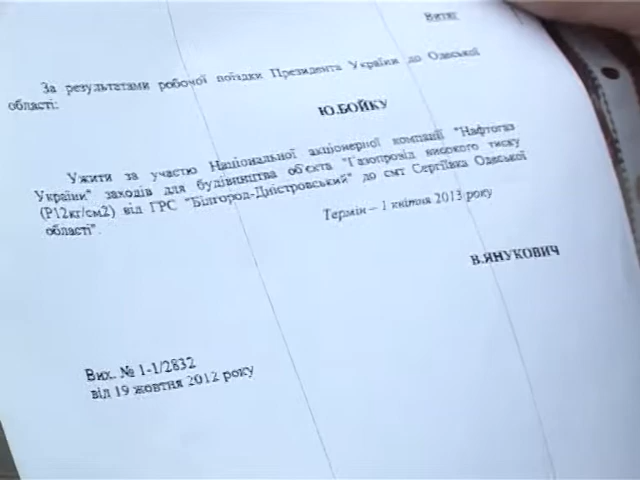 Витяг
За результатами робочої поїздки Президента України до Одеської
області:
Ю.БОЙКУ
Ужити за участю Національної акціонерної компанії "Нафтогаз
України" заходів для будівництва об'єкта "Газопровід високого тиску
(Р12кг/см2) від ГРС "Білгород-Дністровський" до смт Сергіївка Одеської
області".
Термін – 1 квітня 2013 року
В.ЯНУКОВИЧ
Вих. № 1-1/2832
від 19 жовтня 2012 року